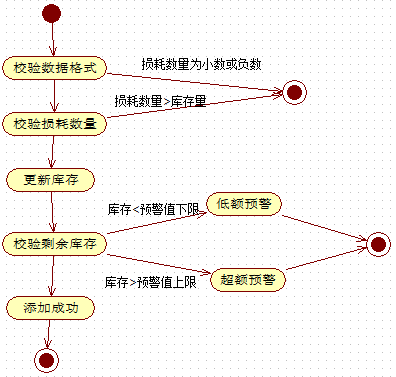 校验数据格式
损耗数量为小数或负数
损耗数量>库存量
校验损耗数量
更新库存
库存<预警值下限
低额预警
校验剩余库存
库存>预警值上限
超额预警
添加成功